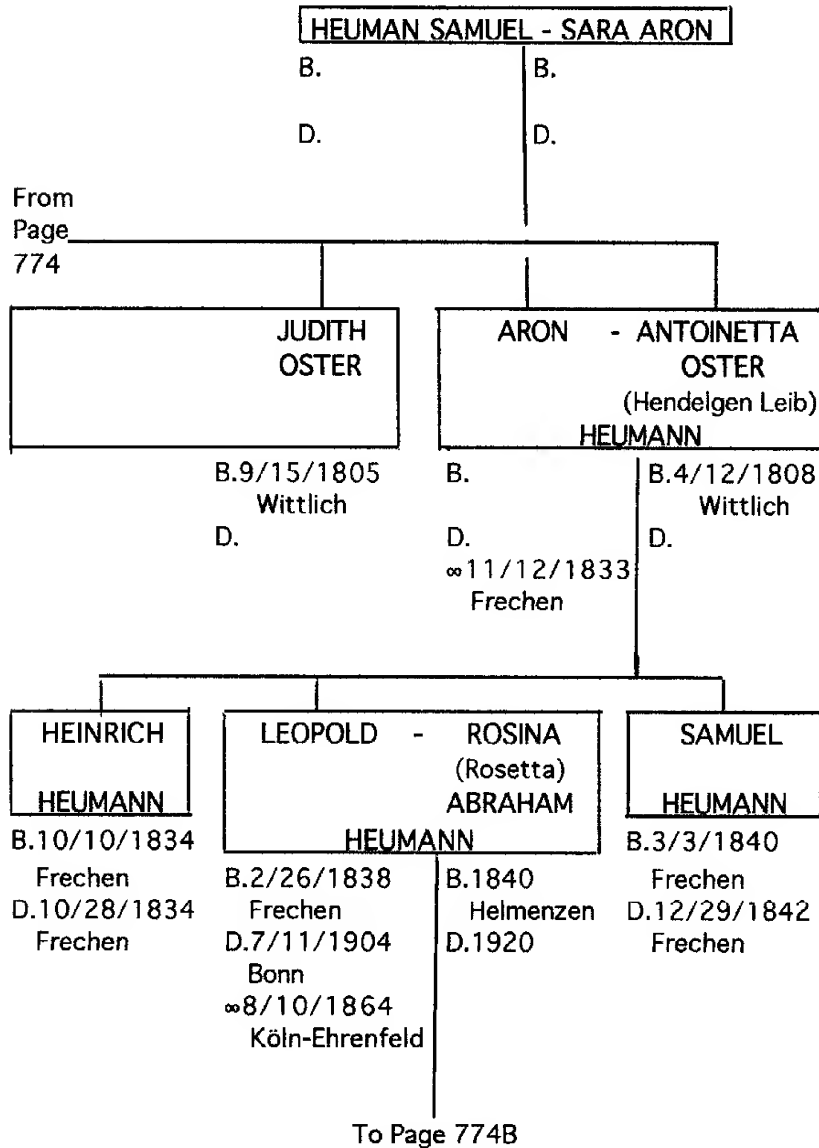 HEUMAN SAMUEL - SARA ARON
B. B.
D. D.
From
Page
774
JUDITH
OSTER
B.9/15/1805
Wittlich
D.
ARON - ANTOINETTA
OSTER
(Hendelgen Leib)
HEUMANN
B.
D.
∞11/12/1833
Frechen
B.4/12/1808
Wittlich
D.
HEINRICH
HEUMANN
B.10/10/1834
Frechen
D.10/28/1834
Frechen
LEOPOLD - ROSINA
(Rosetta)
ABRAHAM
HEUMANN
B.2/26/1838
Frechen
D.7/11/1904
Bonn
∞8/10/1864
Köln-Ehrenfeld
B.1840
Helmenzen
D.1920
SAMUEL
HEUMANN
B.3/3/1840
Frechen
D.12/29/1842
Frechen
To Page 774B